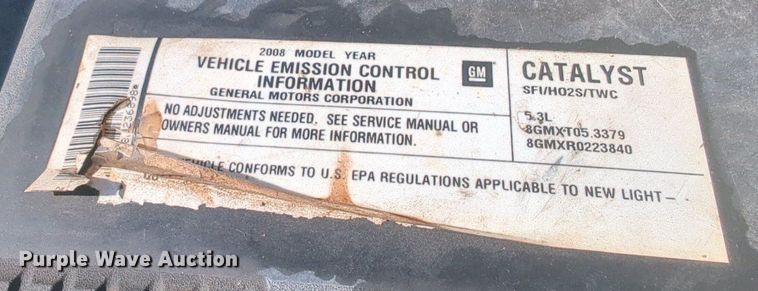 2008 MODEL YEAR
VEHICLE EMISSION CONTROL
INFORMATION
GENERAL MOTORS CORPORATION
GM
NO ADJUSTMENTS NEEDED. SEE SERVICE MANUAL OR
OWNERS MANUAL FOR MORE INFORMATION.
CONFORMS TO U.S. EPA REGULATIONS APPLICABLE TO NEW LIGHT-
CATALYST
SFI/HO2S/TWC
5.3L
8GMXT05.3379
8GMXR0223840
Purple Wave Auction